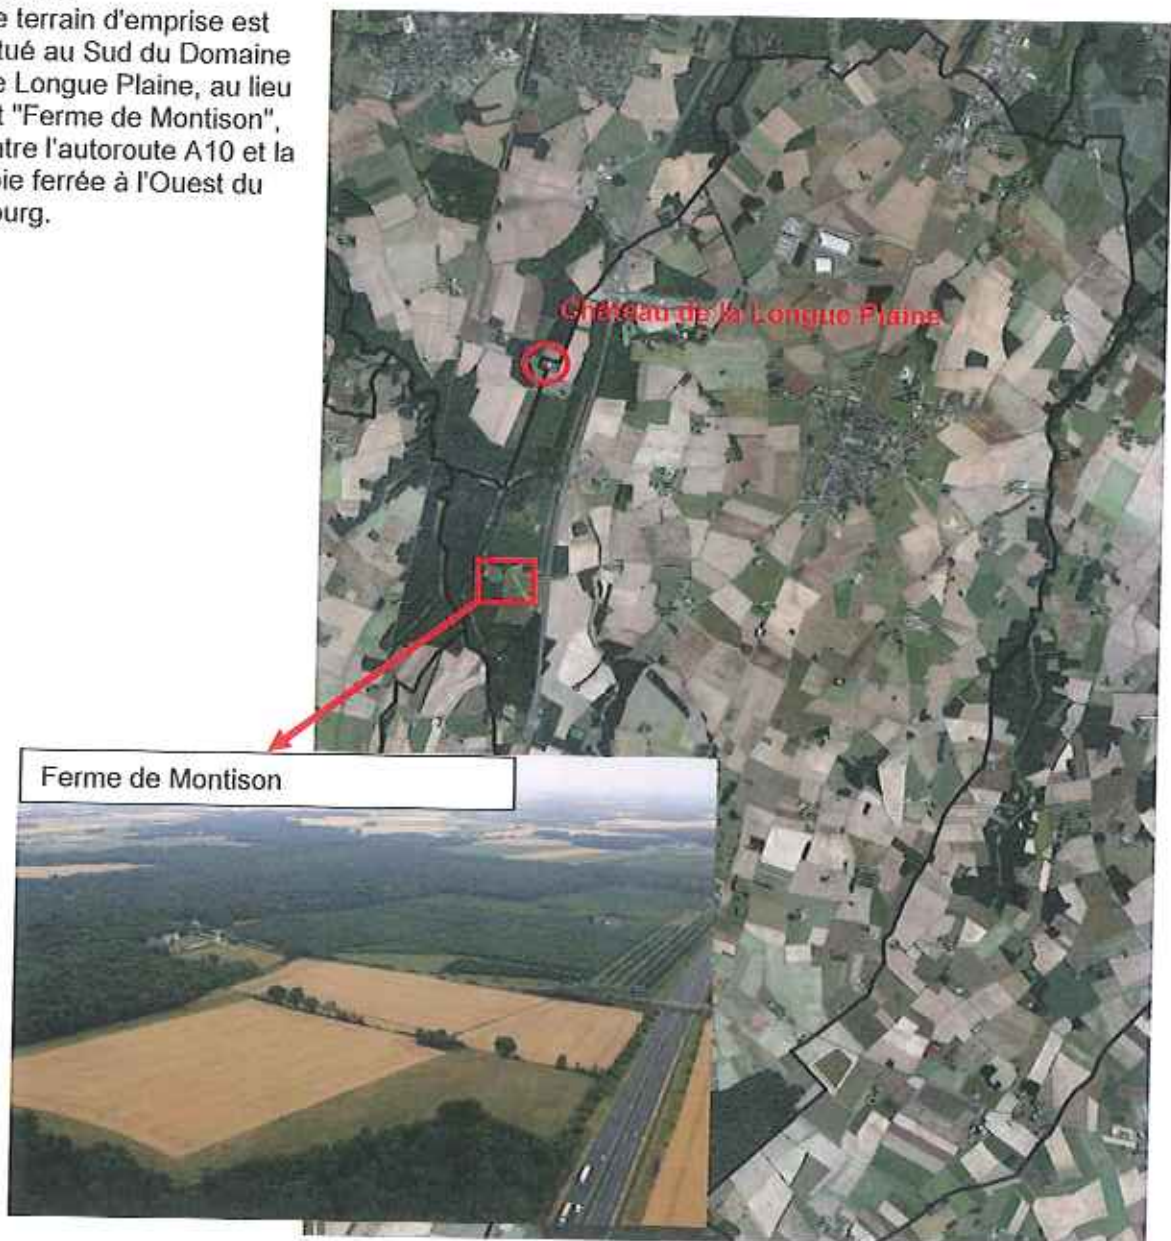 e terrain d'emprise est
tué au Sud du Domaine
e Longue Plaine, au lieu
t "Ferme de Montison",
ntre l'autoroute A10 et la
oie ferrée à l'Ouest du
ourg.
Château de la Longue Plaine
Ferme de Montison